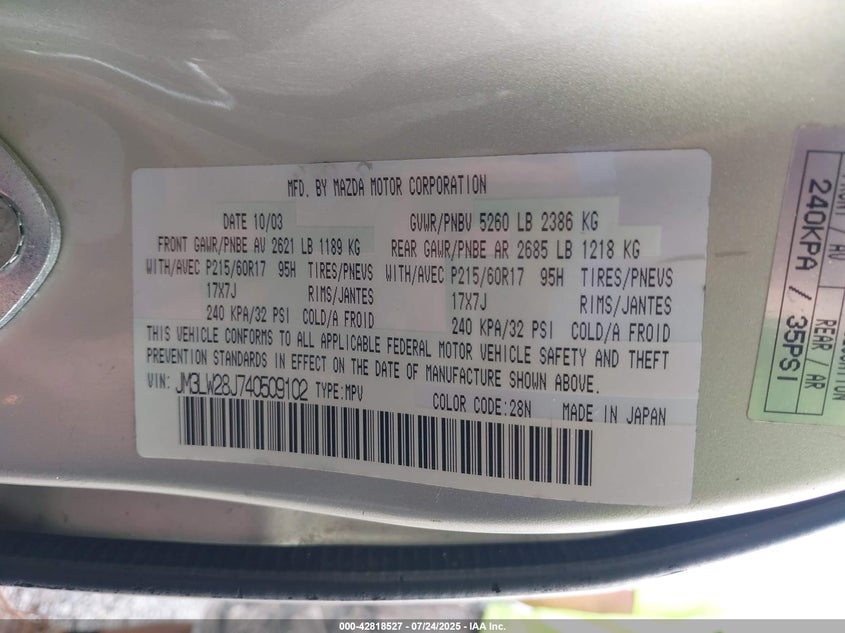 MFD. BY MAZDA MOTOR CORPORATION
DATE 10/03 GVWR/PNBV 5260 LB 2386 KG
FRONT GAWR/PNBE AV 2621 LB 1189 KG REAR GAWR/PNBE AR 2685 LB 1218 KG
WITH/AVEC P215/60R17 95H TIRES/PNEUS WITH/AVEC P215/60R17 95H TIRES/PNEUS
17X7J RIMS/JANTES 17X7J RIMS/JANTES
240 KPA/32 PSI COLD/A FROID 240 KPA/32 PSI COLD/A FROID
THIS VEHICLE CONFORMS TO ALL APPLICABLE FEDERAL MOTOR VEHICLE SAFETY AND THEFT
PREVENTION STANDARDS IN EFFECT ON THE DATE OF MANUFACTURE SHOWN ABOVE.
VIN: JM3LW28J740509102 TYPE:MPV COLOR CODE:28N MADE IN JAPAN
240KPA / 35PSI
/ AV
REAR AR
000-42818527 - 07/24/2025 - IAA Inc.